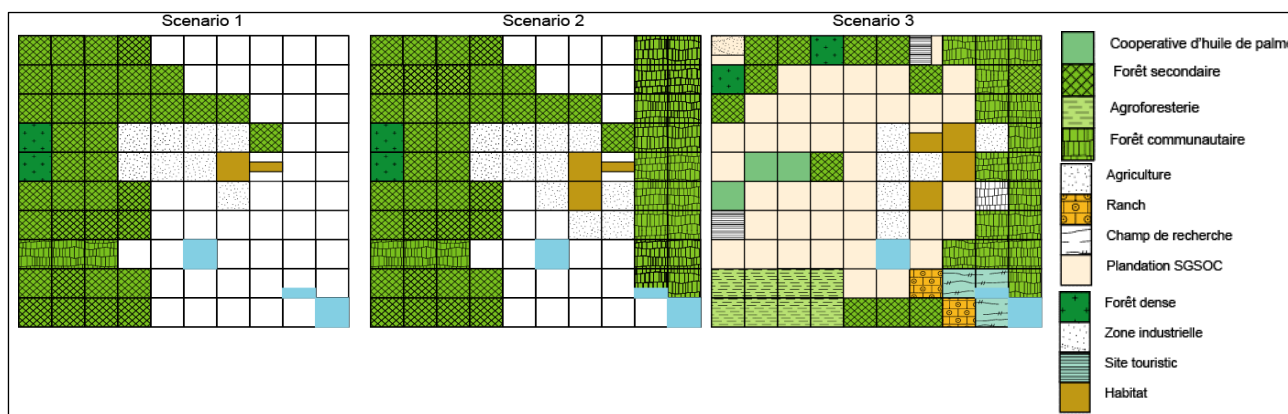 Scenario 1
Scenario 2
Scenario 3
Cooperative d'huile de palme
Forêt secondaire
Agroforesterie
Forêt communautaire
Agriculture
Ranch
Champ de recherche
Plandation SGSOC
Forêt dense
Zone industrielle
Site touristic
Habitat